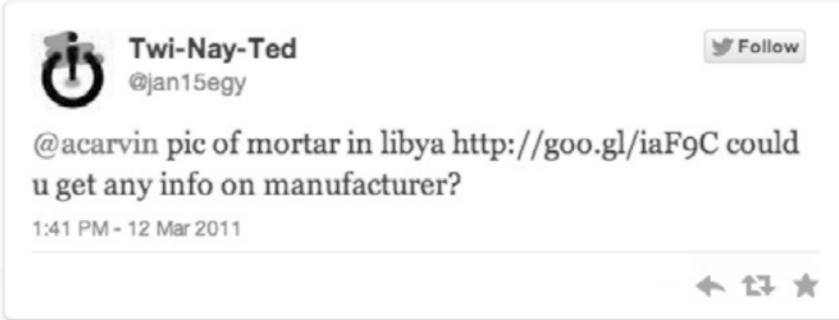 Twi-Nay-Ted
Follow
@jan15egy
@acarvin pic of mortar in libya http://goo.gl/iaF9C could
u get any info on manufacturer?
1:41 PM - 12 Mar 2011